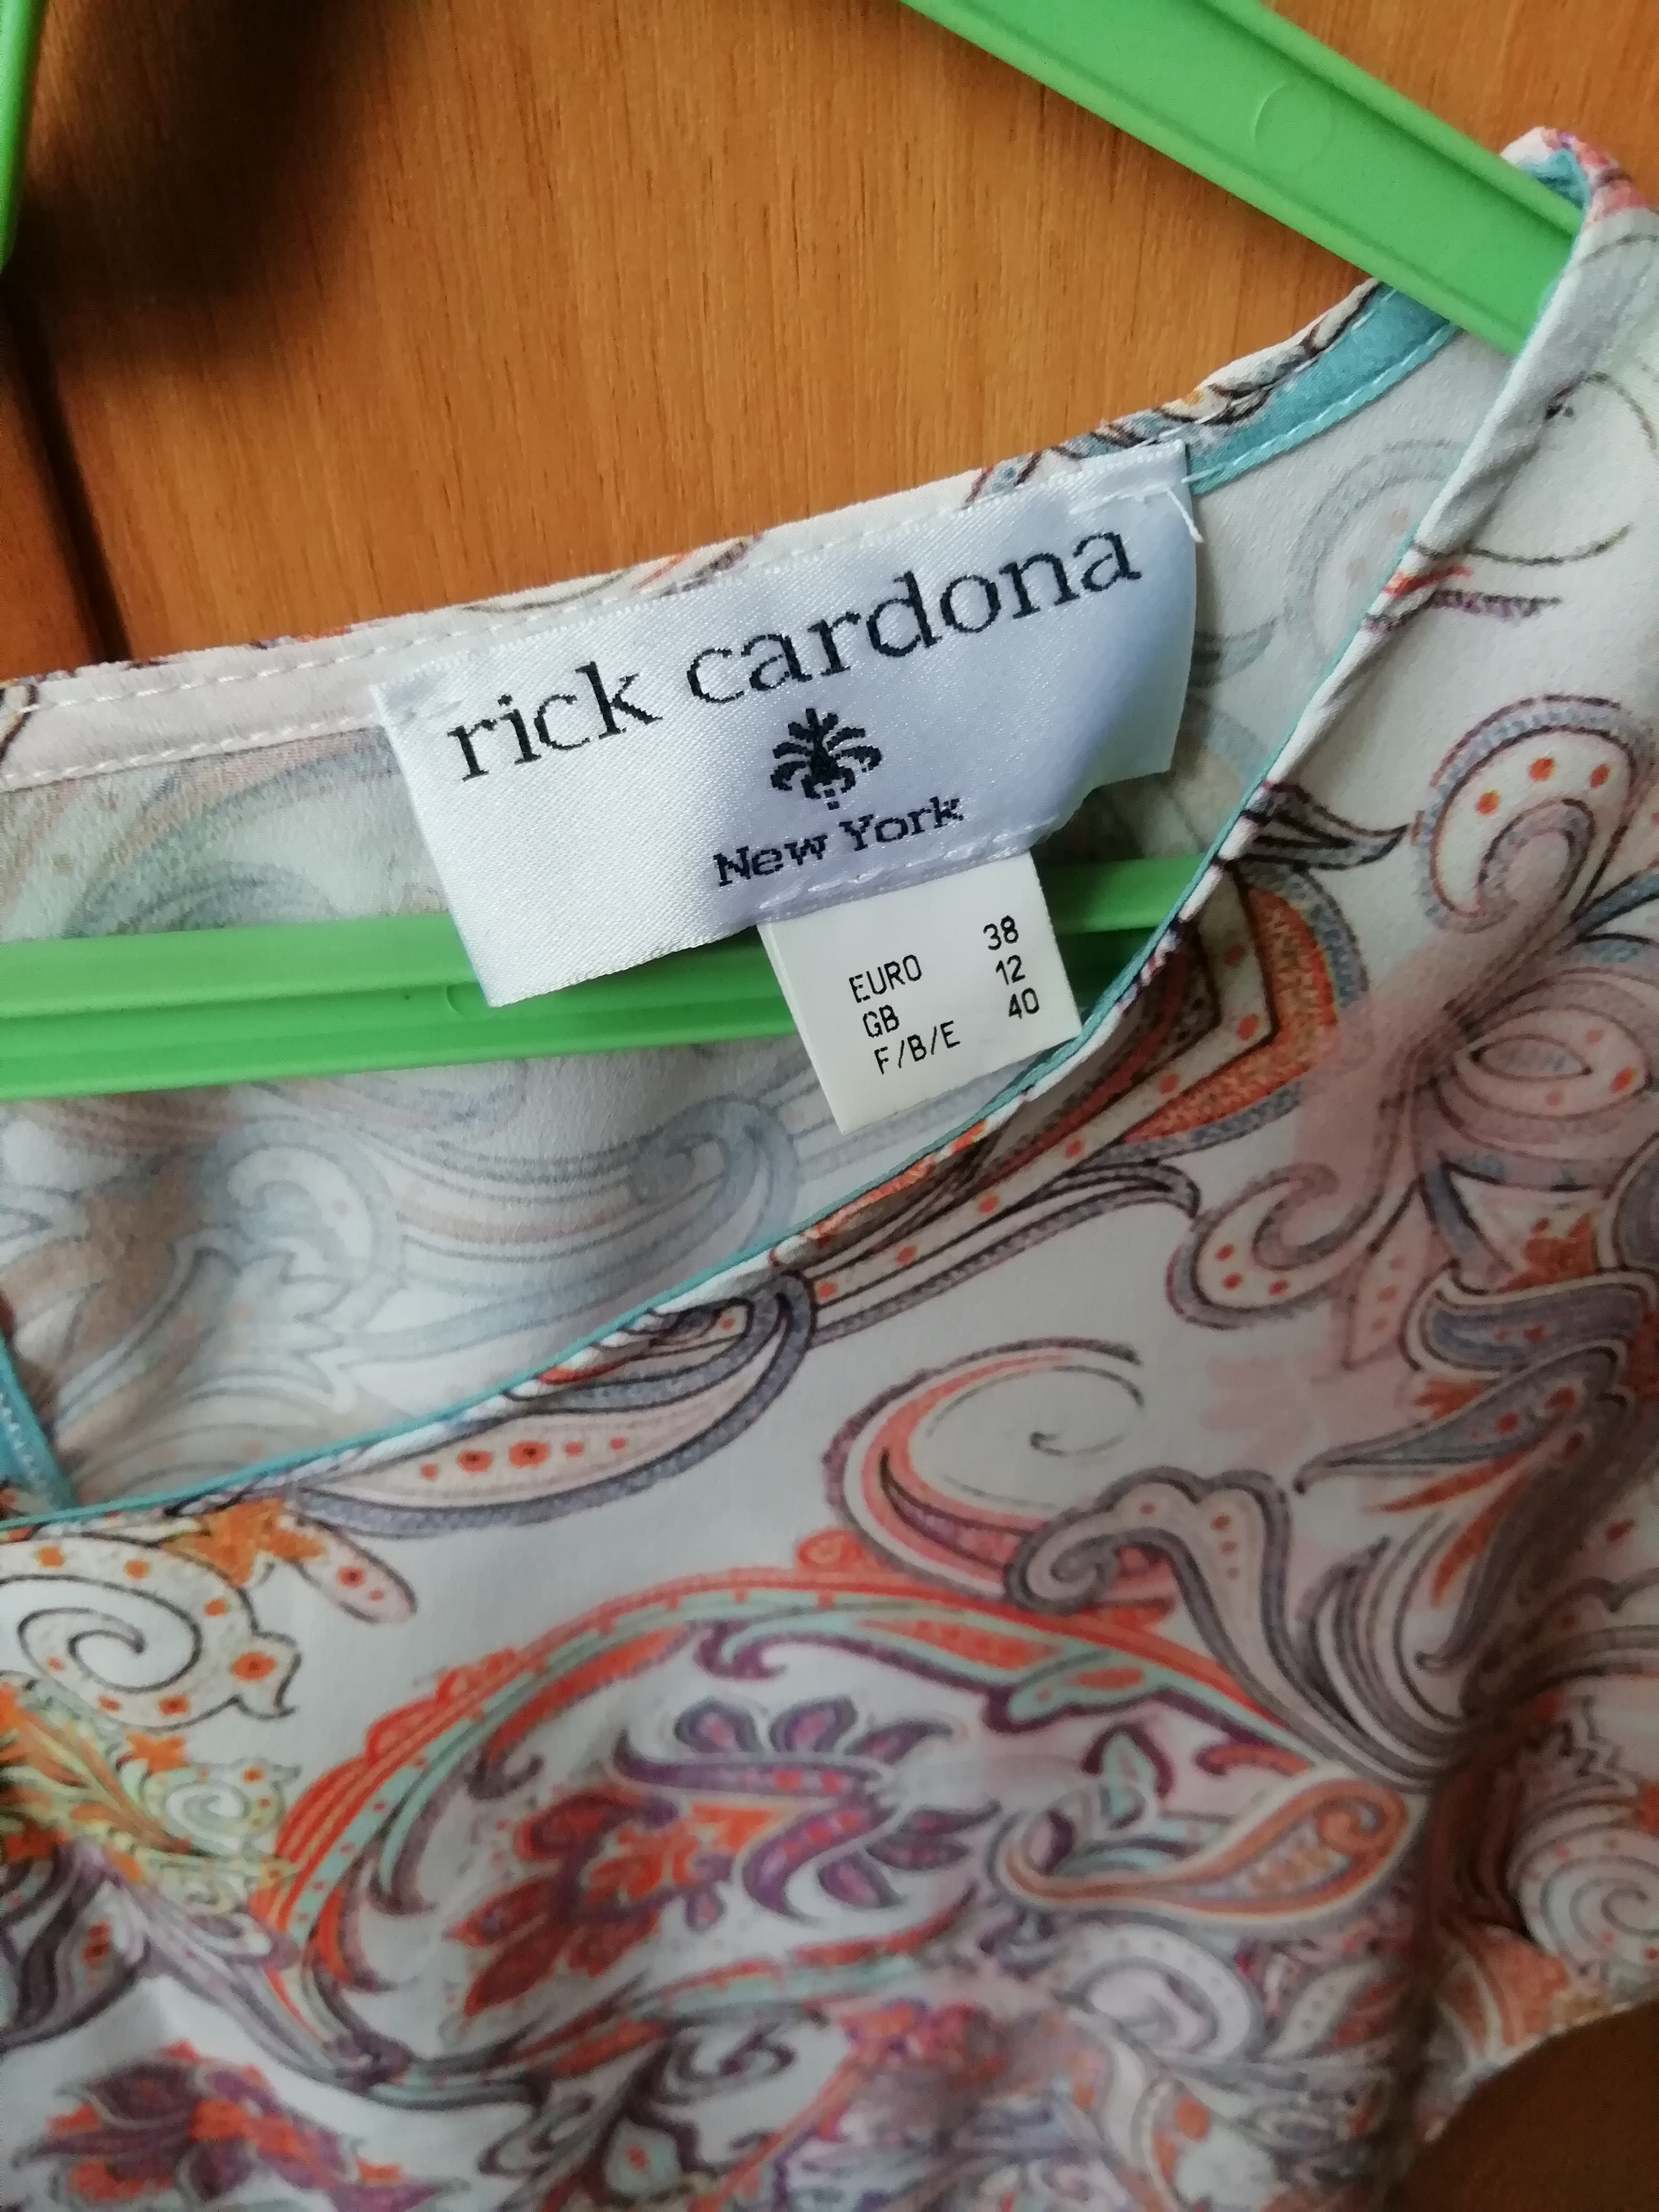 rick cardona
New York
EURO 38
GB 12
F/B/E 40